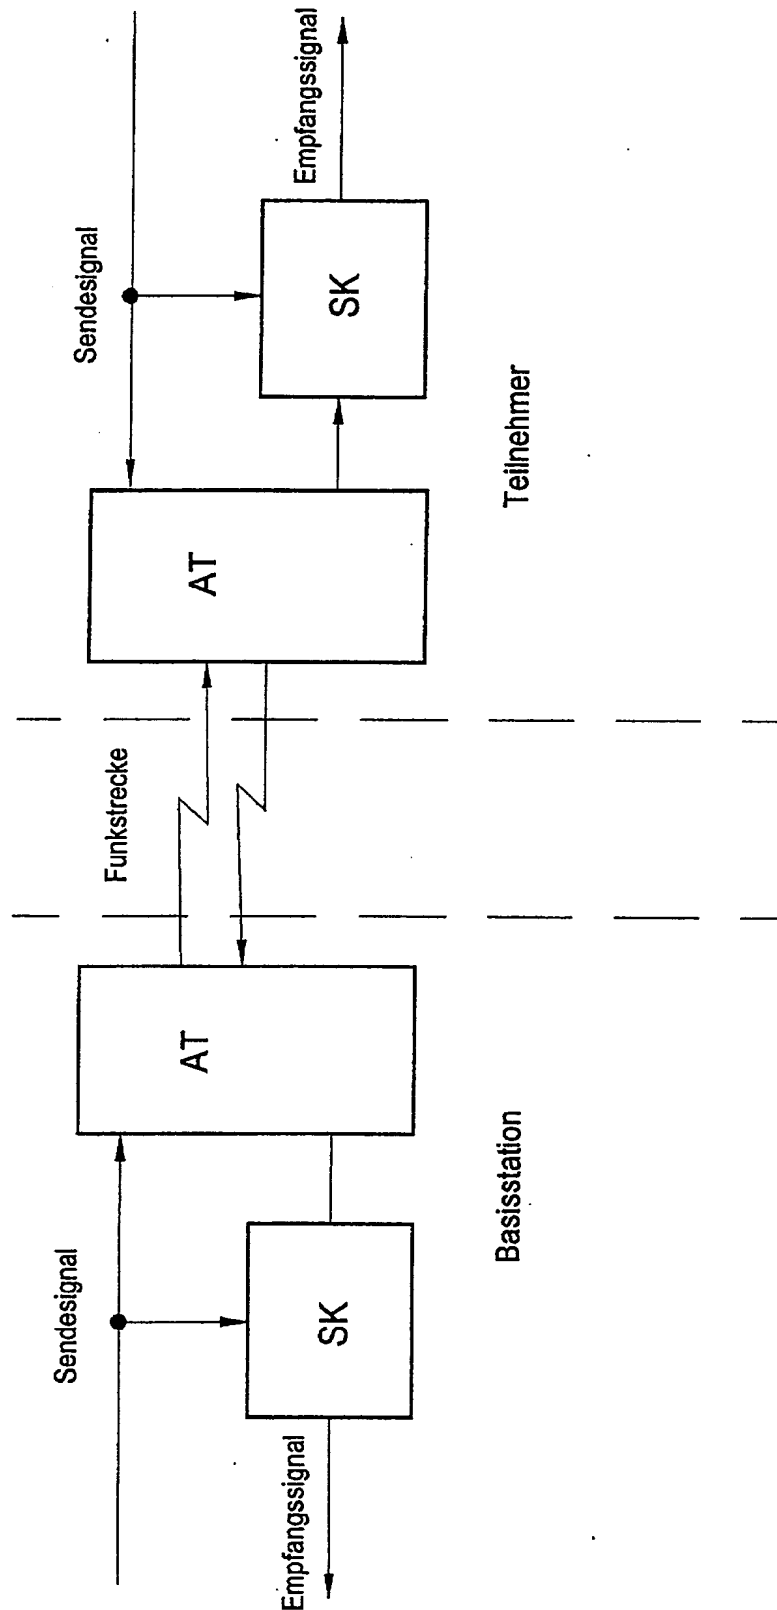 Sendesignal
Funkstrecke
Sendesignal
AT
AT
Empfangssignal
SK
SK
Empfangssignal
Basisstation
Teilnehmer